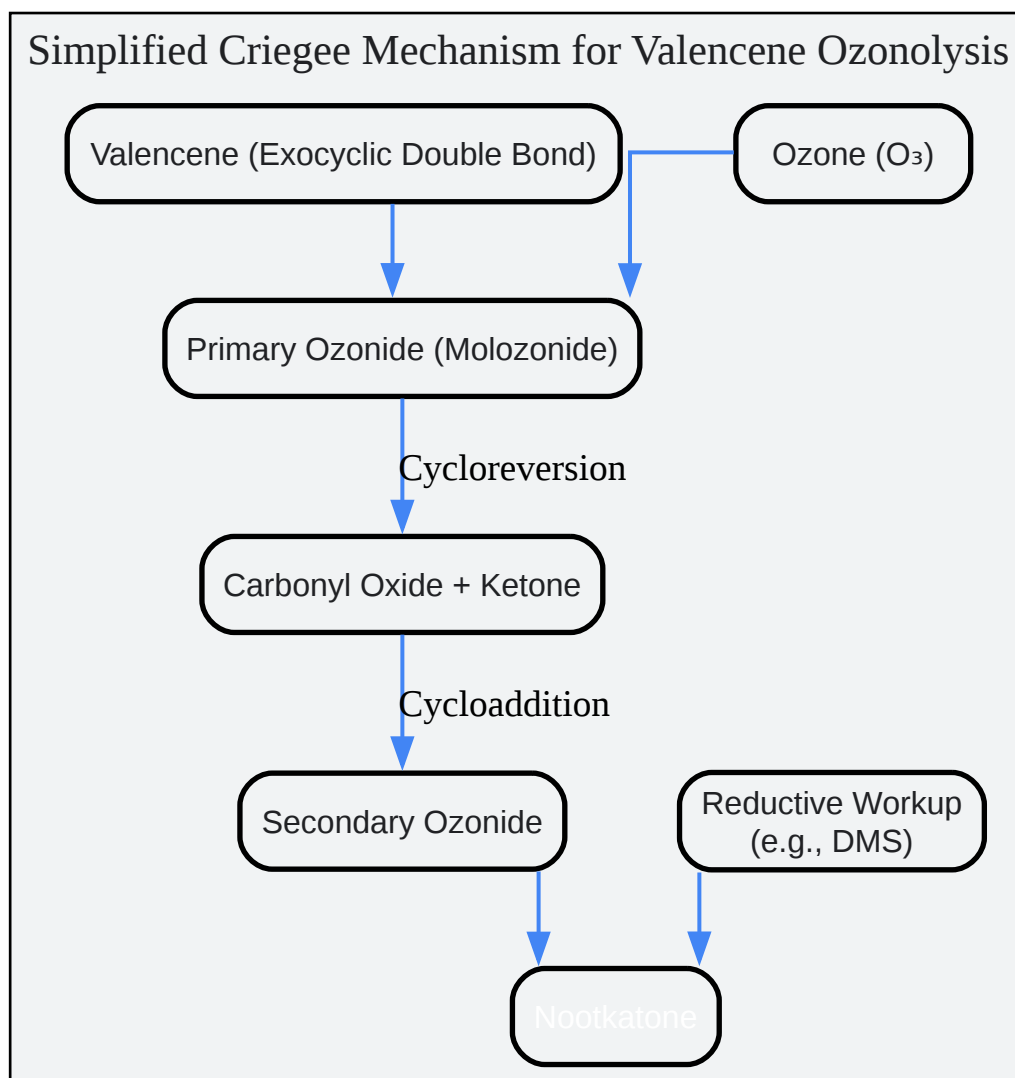 Simplified Criegee Mechanism for Valencene Ozonolysis
Valencene (Exocyclic Double Bond)
Ozone (O₃)
Primary Ozonide (Molozonide)
Cycloreversion
Carbonyl Oxide + Ketone
Cycloaddition
Secondary Ozonide
Reductive Workup
(e.g., DMS)
Nootkatone